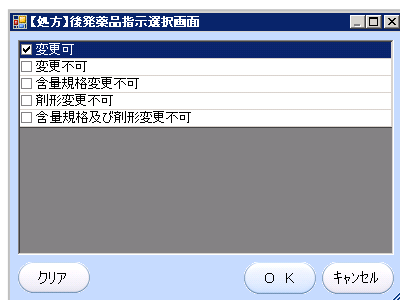 【処方】後発薬品指示選択画面
変更可
変更不可
含量規格変更不可
剤形変更不可
含量規格及び剤形変更不可
クリア
ＯＫ
キャンセル